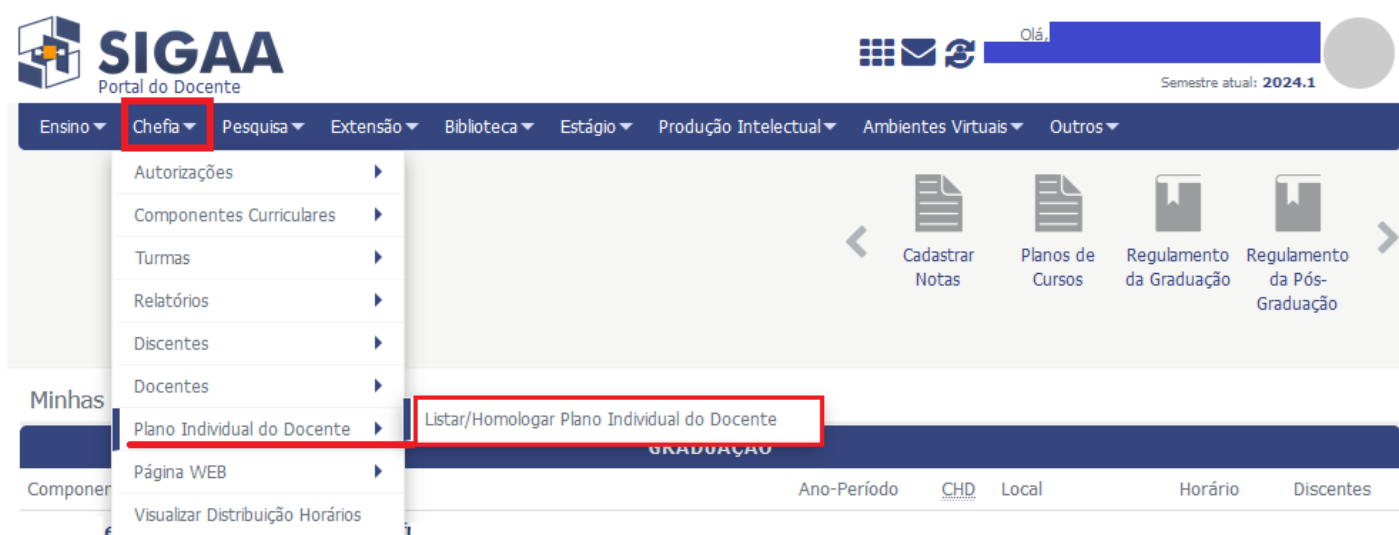 SIGAA
Portal do Docente
Olá,
Semestre atual: 2024.1
Ensino Chefia Pesquisa Extensão Biblioteca Estágio Produção Intelectual Ambientes Virtuais Outros
Autorizações
Componentes Curriculares
Turmas
Relatórios
Discentes
Docentes
Plano Individual do Docente
Página WEB
Visualizar Distribuição Horários
Listar/Homologar Plano Individual do Docente
Cadastrar
Notas
Planos de
Cursos
Regulamento
da Graduação
Regulamento
da Pós-
Graduação
Minhas
GRADUAÇÃO
Ano-Período CHD Local Horário Discentes